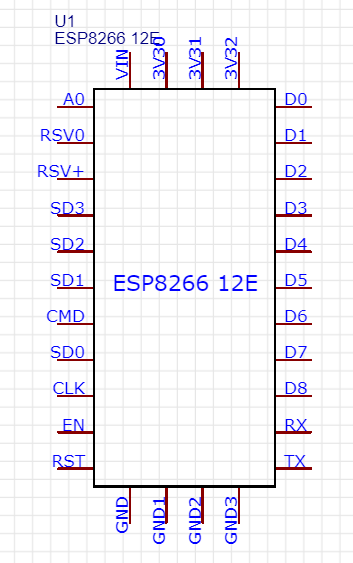 U1
ESP8266 12E
VIN
3V30
3V31
3V32
A0
RSV0
RSV+
SD3
SD2
SD1
CMD
SD0
CLK
EN
RST
ESP8266 12E
D0
D1
D2
D3
D4
D5
D6
D7
D8
RX
TX
GND
GND1
GND2
GND3